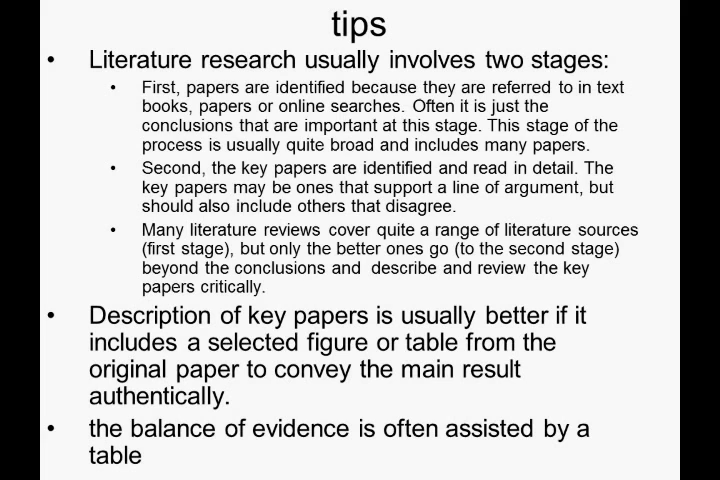 tips
• Literature research usually involves two stages:
• First, papers are identified because they are referred to in text
books, papers or online searches. Often it is just the
conclusions that are important at this stage. This stage of the
process is usually quite broad and includes many papers.
• Second, the key papers are identified and read in detail. The
key papers may be ones that support a line of argument, but
should also include others that disagree.
• Many literature reviews cover quite a range of literature sources
(first stage), but only the better ones go (to the second stage)
beyond the conclusions and describe and review the key
papers critically.
• Description of key papers is usually better if it
includes a selected figure or table from the
original paper to convey the main result
authentically.
• the balance of evidence is often assisted by a
table